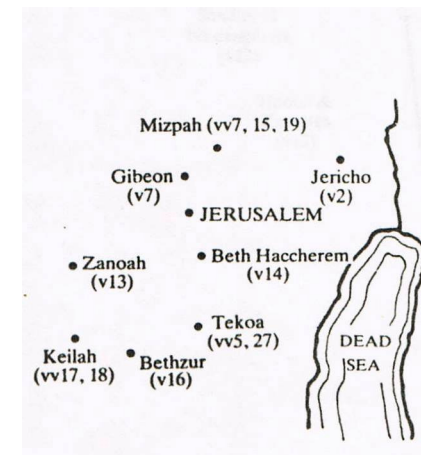 Mizpah (vv7, 15, 19)
Gibeon
(v7)
Jericho
(v2)
JERUSALEM
Zanoah
(v13)
Beth Haccherem
(v14)
Tekoa
(vv5, 27)
Keilah
(vv17, 18)
Bethzur
(v16)
DEAD
SEA